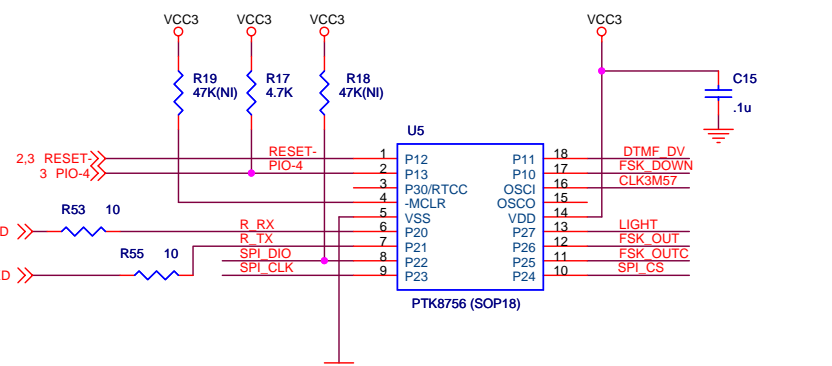 VCC3 VCC3 VCC3 VCC3
R19 R17 R18
47K(NI) 4.7K 47K(NI)
C15
.1u
U5
2,3 RESET- RESET- 1 P12 P11 18 DTMF_DV
3 PIO-4 PIO-4 2 P13 P10 17 FSK_DOWN
3 P30/RTCC OSCI 16 CLK3M57
4 -MCLR OSCO 15
5 VSS VDD 14
D R53 10 R_RX 6 P20 P27 13 LIGHT
R_TX 7 P21 P26 12 FSK_OUT
R55 10 SPI_DIO 8 P22 P25 11 FSK_OUTC
D SPI_CLK 9 P23 P24 10 SPI_CS
PTK8756 (SOP18)